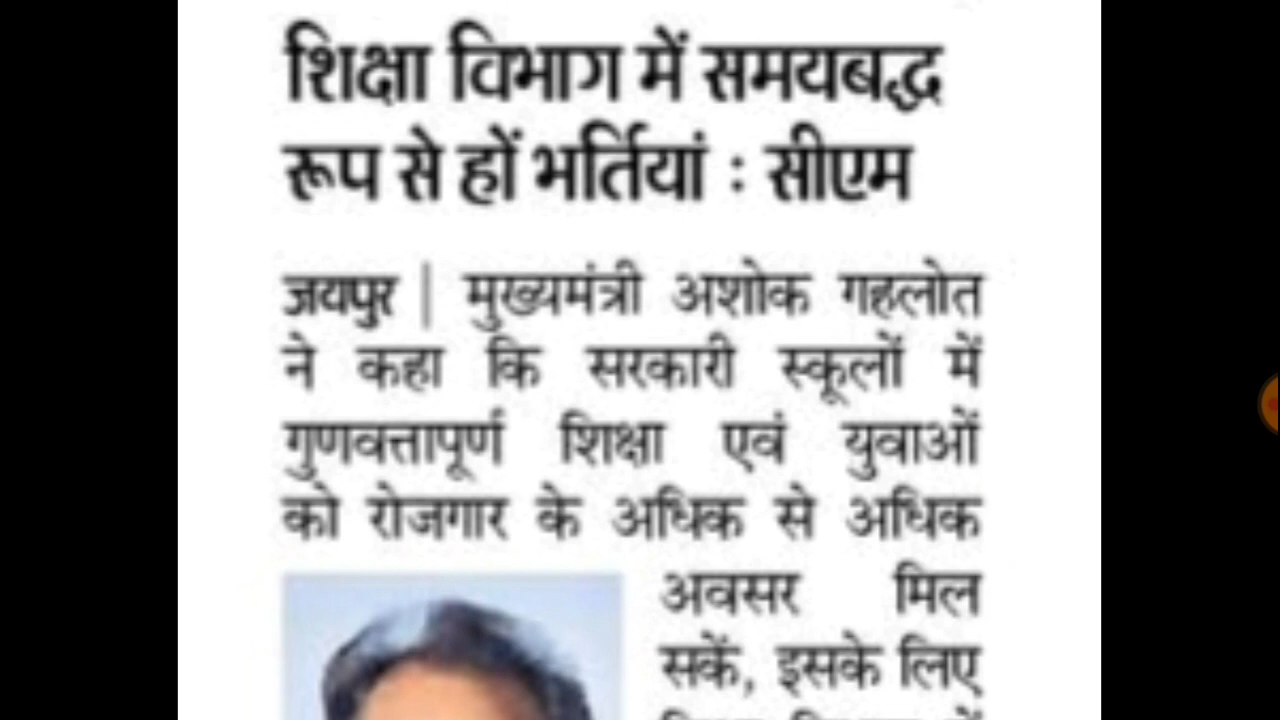 शिक्षा विभाग में समयबद्ध
रूप से हों भर्तियां : सीएम
जयपुर | मुख्यमंत्री अशोक गहलोत
ने कहा कि सरकारी स्कूलों में
गुणवत्तापूर्ण शिक्षा एवं युवाओं
को रोजगार के अधिक से अधिक
अवसर मिल
सकें, इसके लिए